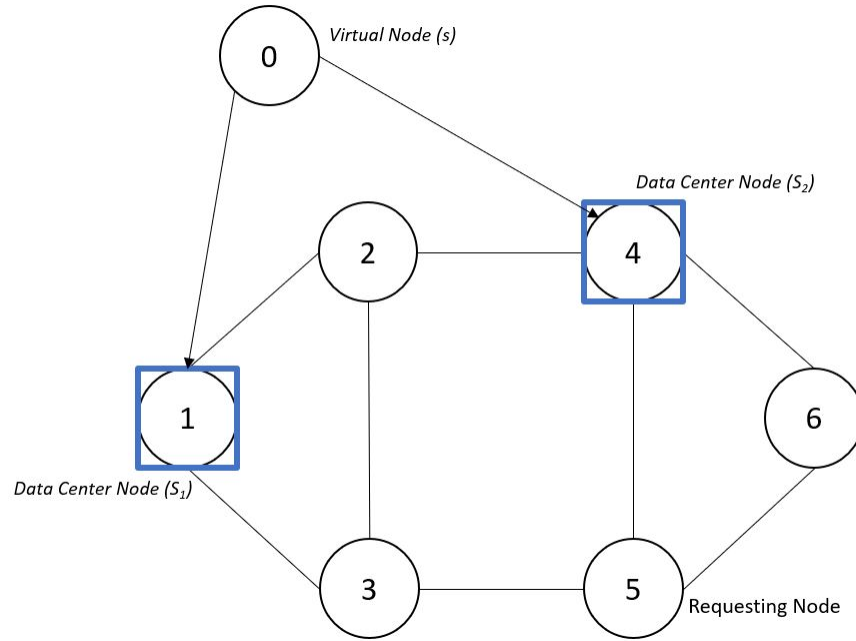 0
Virtual Node (s)
Data Center Node (S₂)
2
4
1
6
Data Center Node (S₁)
3
5
Requesting Node